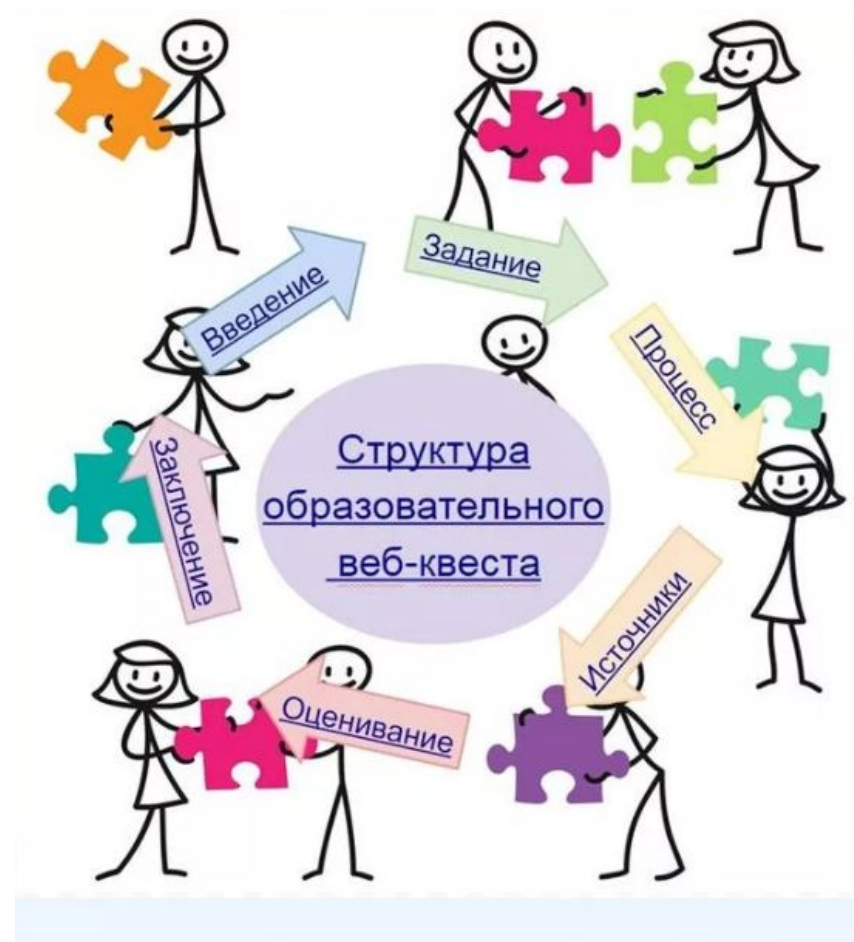 Введение
Задание
Процесс
Источники
Оценивание
Заключение
Структура
образовательного
веб-квеста